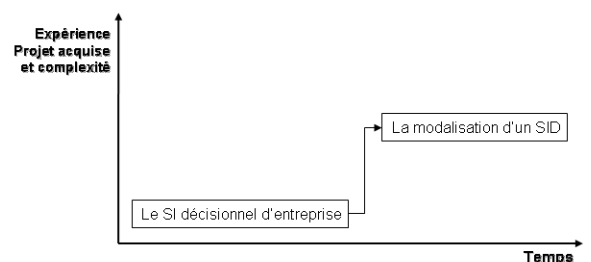 Expérience
Projet acquise
et complexité
La modalisation d'un SID
Le SI décisionnel d'entreprise
Temps